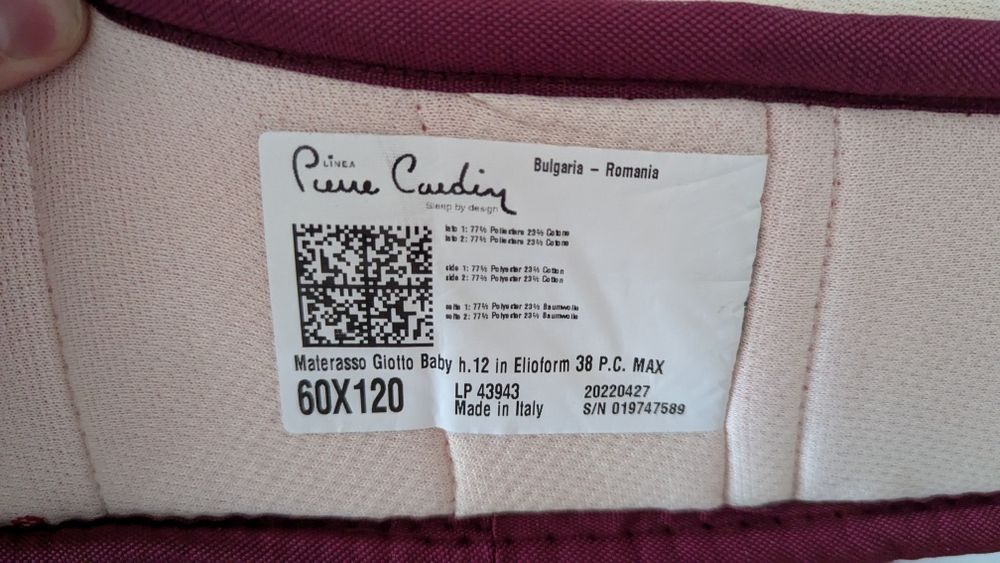 LINEA
Pierre Cardin
Sleep by design
Bulgaria – Romania
lato 1: 77% Poliestere 23% Cotone
lato 2: 77% Poliestere 23% Cotone
side 1: 77% Polyester 23% Cotton
side 2: 77% Polyester 23% Cotton
seite 1: 77% Polyester 23% Baumwolle
seite 2: 77% Polyester 23% Baumwolle
Materasso Giotto Baby h.12 in Elioform 38 P.C. MAX
60X120
LP 43943
Made in Italy
20220427
S/N 019747589